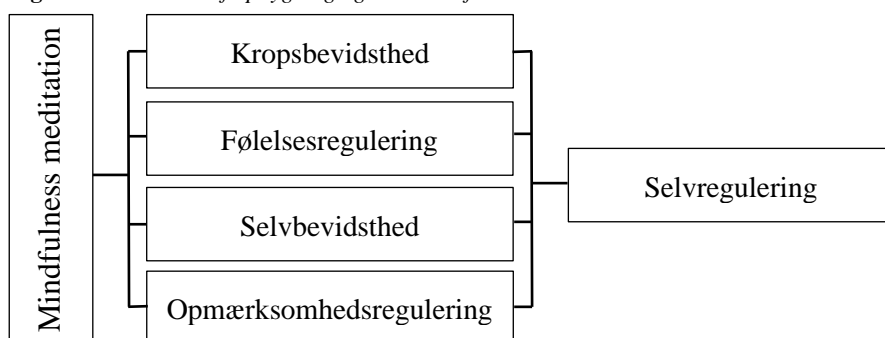 Mindfulness meditation
Kropsbevidsthed
Følelsesregulering
Selvbevidsthed
Opmærksomhedsregulering
Selvregulering